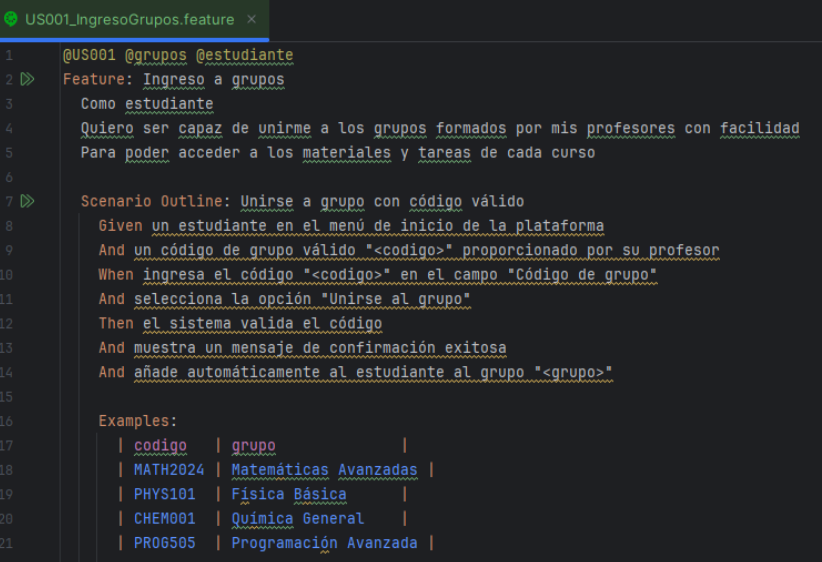 US001_IngresoGrupos.feature ×
1 @US001 @grupos @estudiante
2 Feature: Ingreso a grupos
3 Como estudiante
4 Quiero ser capaz de unirme a los grupos formados por mis profesores con facilidad
5 Para poder acceder a los materiales y tareas de cada curso
6
7 Scenario Outline: Unirse a grupo con código válido
8 Given un estudiante en el menú de inicio de la plataforma
9 And un código de grupo válido "<codigo>" proporcionado por su profesor
10 When ingresa el código "<codigo>" en el campo "Código de grupo"
11 And selecciona la opción "Unirse al grupo"
12 Then el sistema valida el código
13 And muestra un mensaje de confirmación exitosa
14 And añade automáticamente al estudiante al grupo "<grupo>"
15
16 Examples:
17 | codigo | grupo |
18 | MATH2024 | Matemáticas Avanzadas |
19 | PHYS101 | Física Básica |
20 | CHEM001 | Química General |
21 | PROG505 | Programación Avanzada |